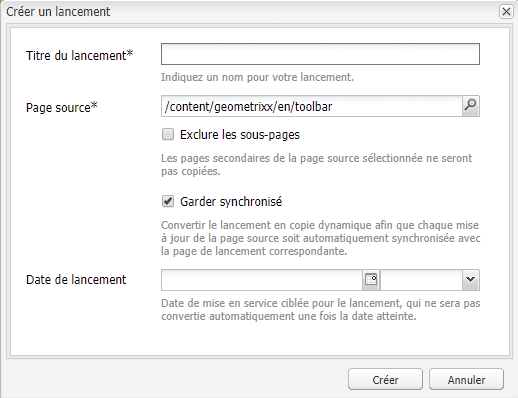 Créer un lancement
Titre du lancement*
Indiquez un nom pour votre lancement.
Page source*
/content/geometrixx/en/toolbar
Exclure les sous-pages
Les pages secondaires de la page source sélectionnée ne seront
pas copiées.
Garder synchronisé
Convertir le lancement en copie dynamique afin que chaque mise
à jour de la page source soit automatiquement synchronisée avec
la page de lancement correspondante.
Date de lancement
Date de mise en service ciblée pour le lancement, qui ne sera pas
convertie automatiquement une fois la date atteinte.
Créer
Annuler